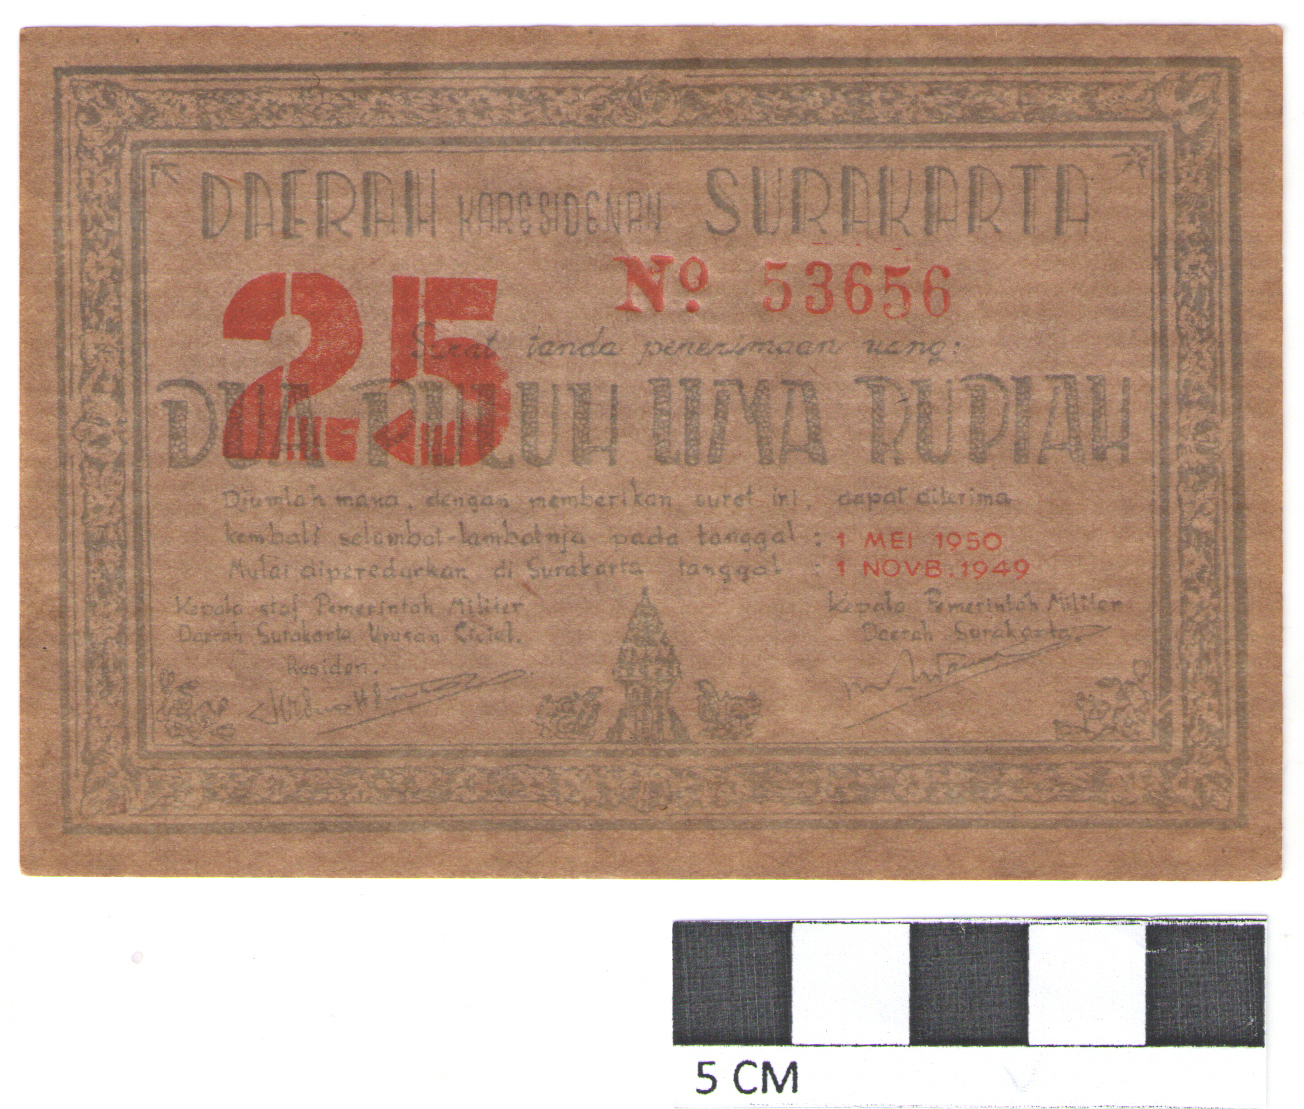 DAERAH KARESIDENAN SURAKARTA
25
Nº 53656
Surat tanda penerimaan uang:
DUA PULUH LIMA RUPIAH
Djumlah mana, dengan memberikan surat ini, dapat diterima
kembali selambat-lambatnja pada tanggal : 1 MEI 1950
Mulai diperedarkan di Surakarta tanggal : 1 NOVB. 1949
Kepala staf Pemerintah Militer
Daerah Surakarta Urusan Cicial.
Residen.
Kepala Pemerintah Militer
Daerah Surakarta.
5 CM